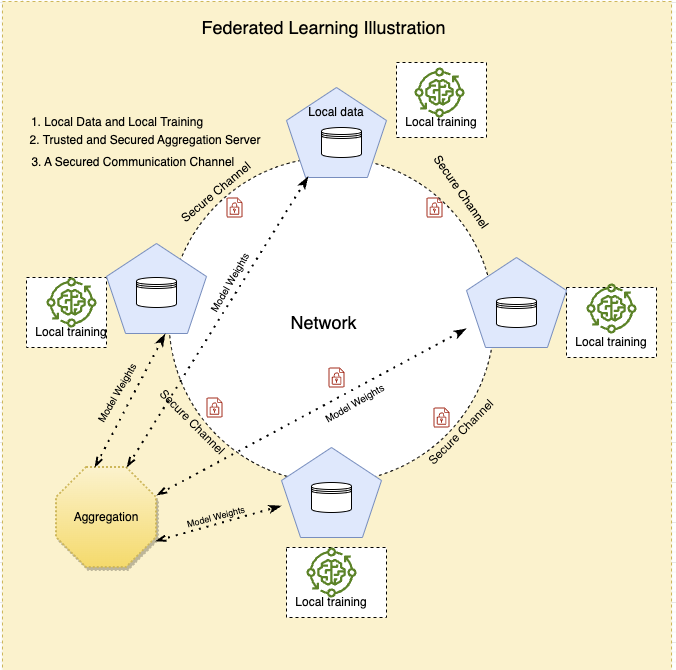 Federated Learning Illustration
1. Local Data and Local Training
2. Trusted and Secured Aggregation Server
3. A Secured Communication Channel
Local data
Local training
Secure Channel
Secure Channel
Model Weights
Local training
Network
Local training
Model Weights
Model Weights
Secure Channel
Secure Channel
Aggregation
Model Weights
Local training